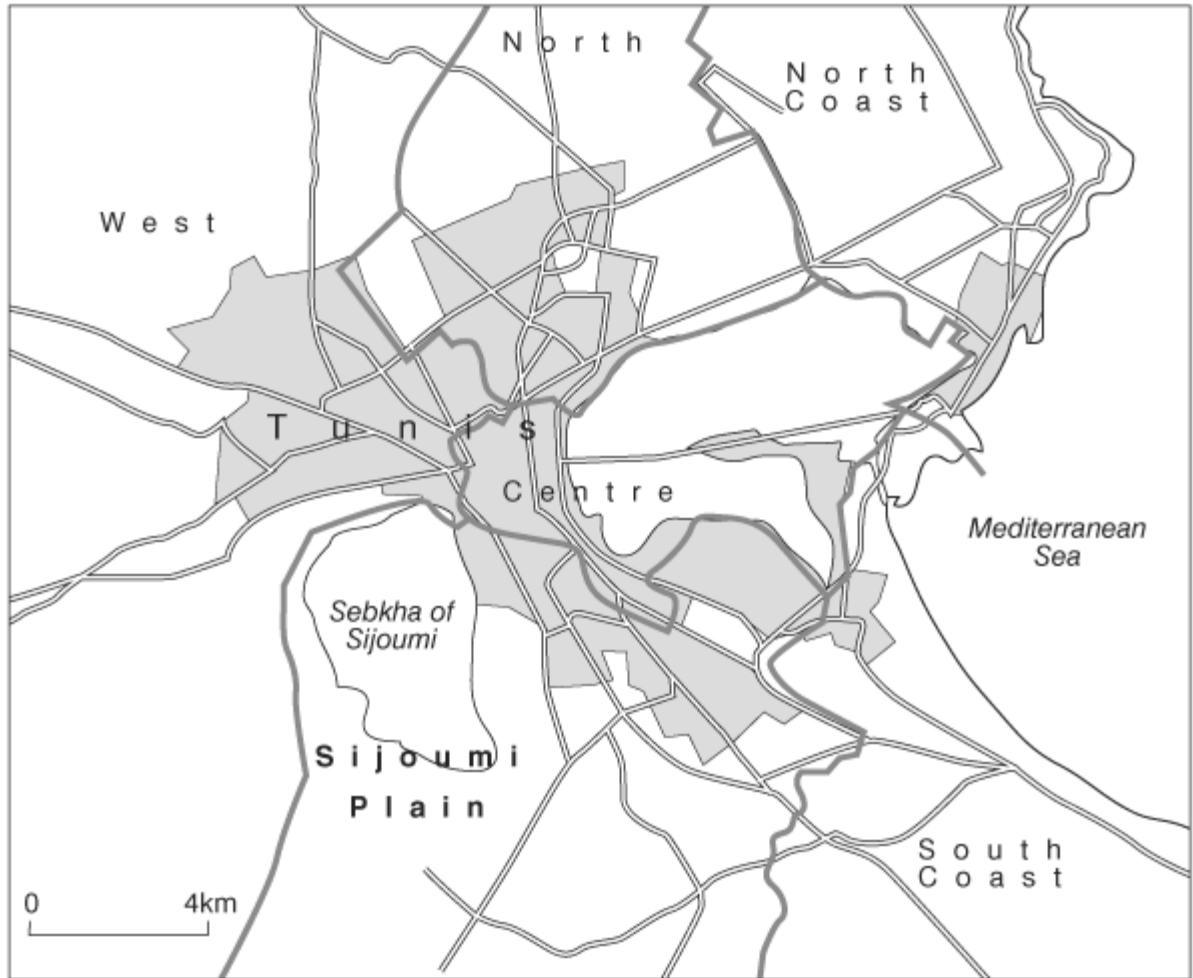 North
North
Coast
West
Tunis
Centre
Mediterranean
Sea
Sebkha of
Sijoumi
Sijoumi
Plain
South
Coast
0 4km